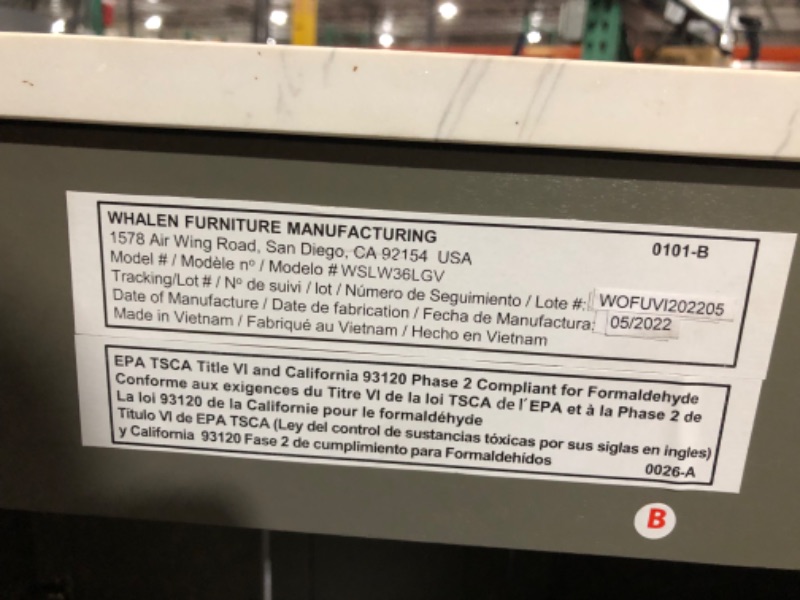 WHALEN FURNITURE MANUFACTURING 0101-B
1578 Air Wing Road, San Diego, CA 92154 USA
Model # / Modèle nº / Modelo # WSLW36LGV
Tracking/Lot # / Nº de suivi / lot / Número de Seguimiento / Lote #: WOFUVI202205
Date of Manufacture / Date de fabrication / Fecha de Manufactura: 05/2022
Made in Vietnam / Fabriqué au Vietnam / Hecho en Vietnam
EPA TSCA Title VI and California 93120 Phase 2 Compliant for Formaldehyde
Conforme aux exigences du Titre VI de la loi TSCA de l'EPA et à la Phase 2 de
La loi 93120 de la Californie pour le formaldéhyde
Título VI de EPA TSCA (Ley del control de sustancias tóxicas por sus siglas en ingles)
y California 93120 Fase 2 de cumplimiento para Formaldehídos 0026-A
B